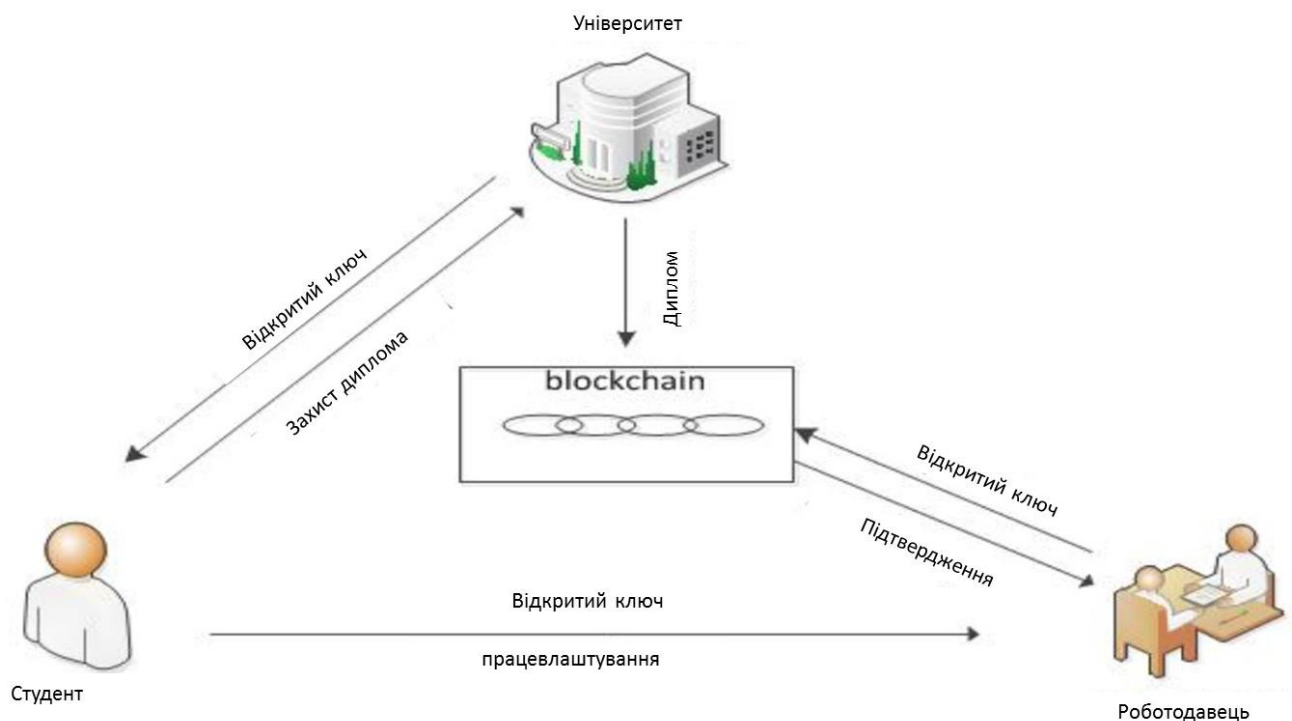 Університет
Відкритий ключ
Захист диплома
Диплом
blockchain
Відкритий ключ
Підтвердження
Відкритий ключ
працевлаштування
Студент
Роботодавець